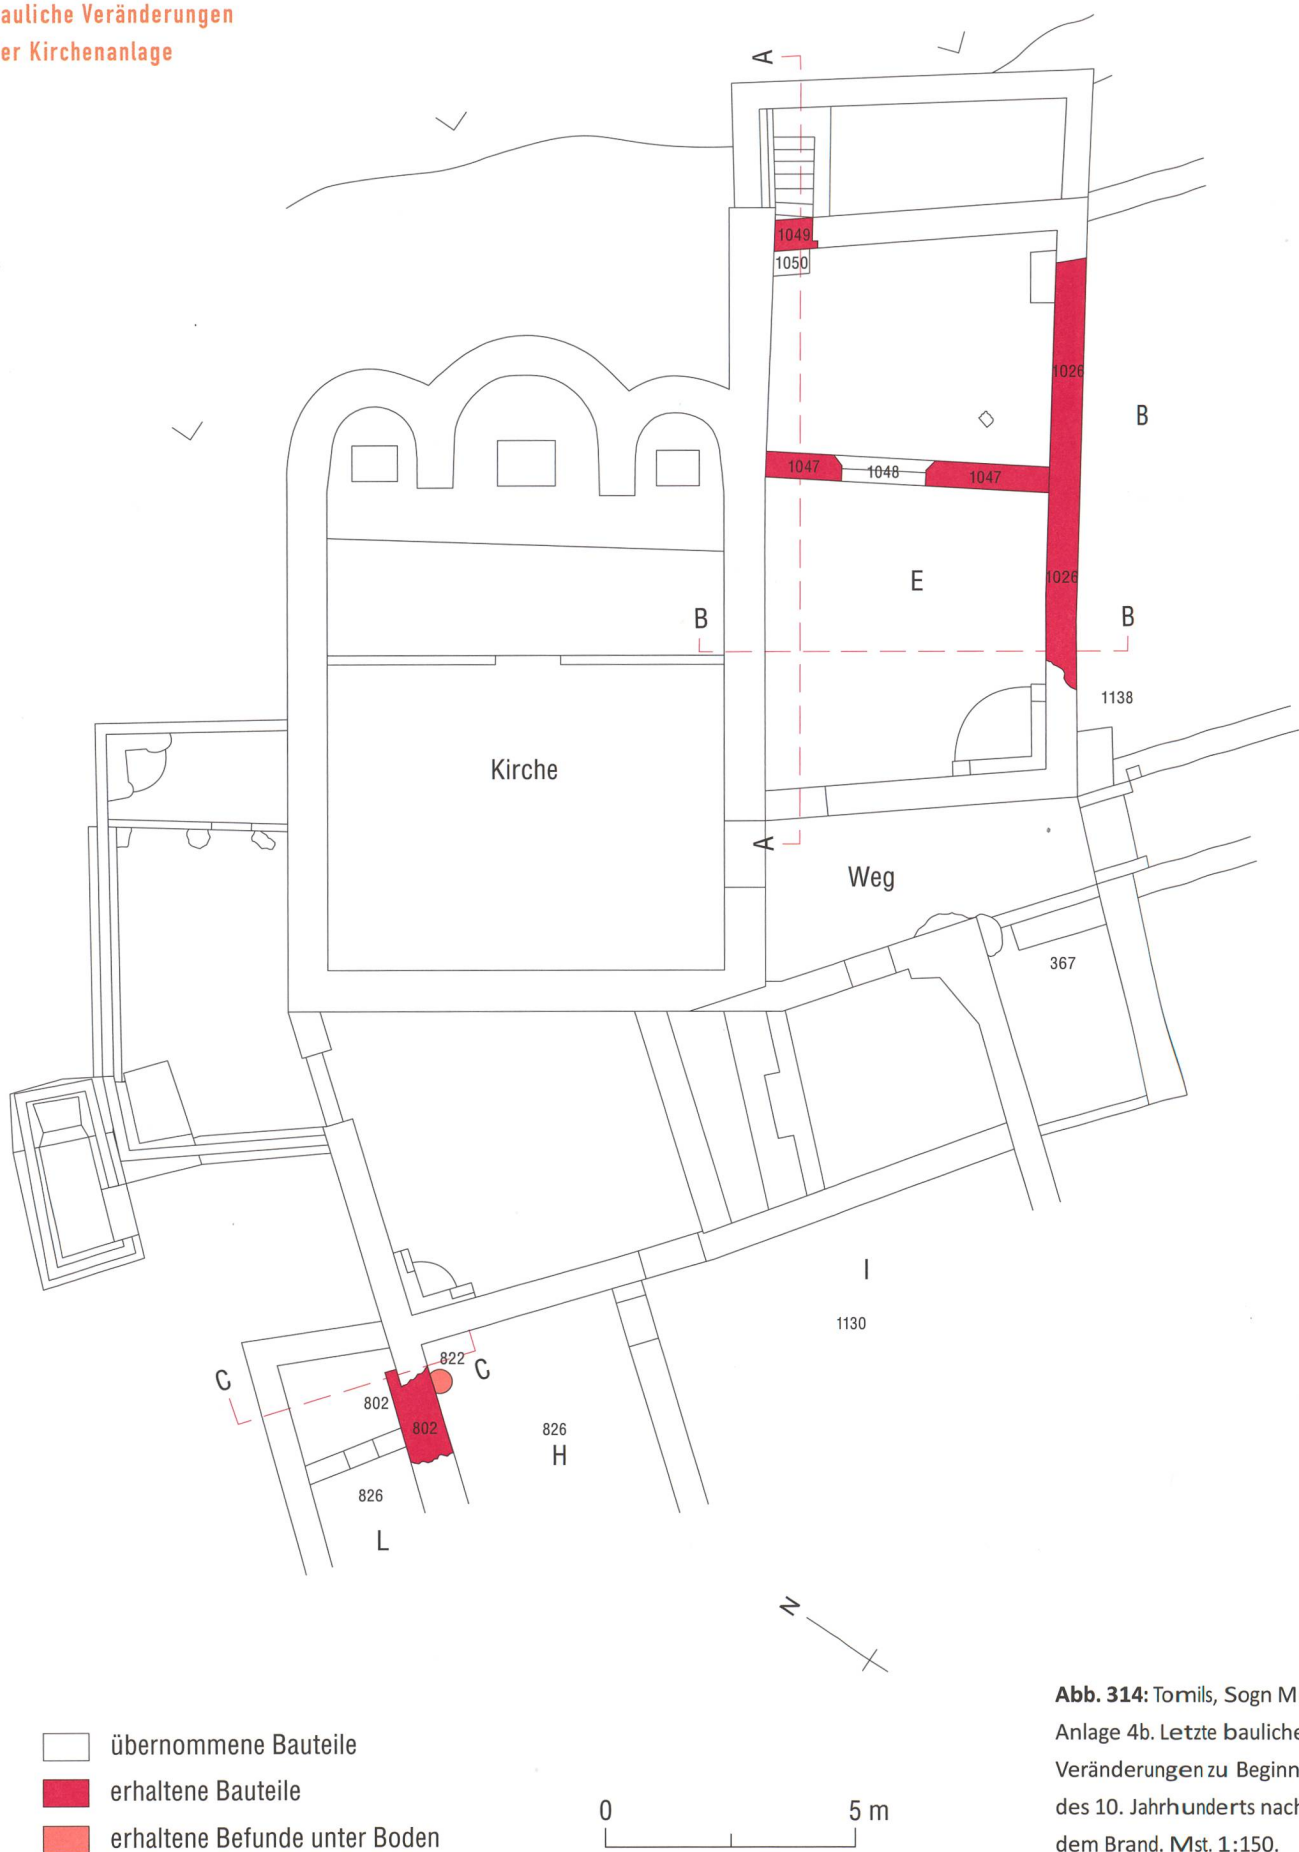 auliche Veränderungen
er Kirchenanlage
A
1049
1050
1026
B
1047
1048
1047
E
1026
B
B
1138
Kirche
A
Weg
367
I
1130
822
C
C
802
802
826
H
826
L
N
übernommene Bauteile
erhaltene Bauteile
erhaltene Befunde unter Boden
0
5 m
Abb. 314: Tomils, Sogn M
Anlage 4b. Letzte bauliche
Veränderungen zu Beginn
des 10. Jahrhunderts nach
dem Brand. Mst. 1:150.